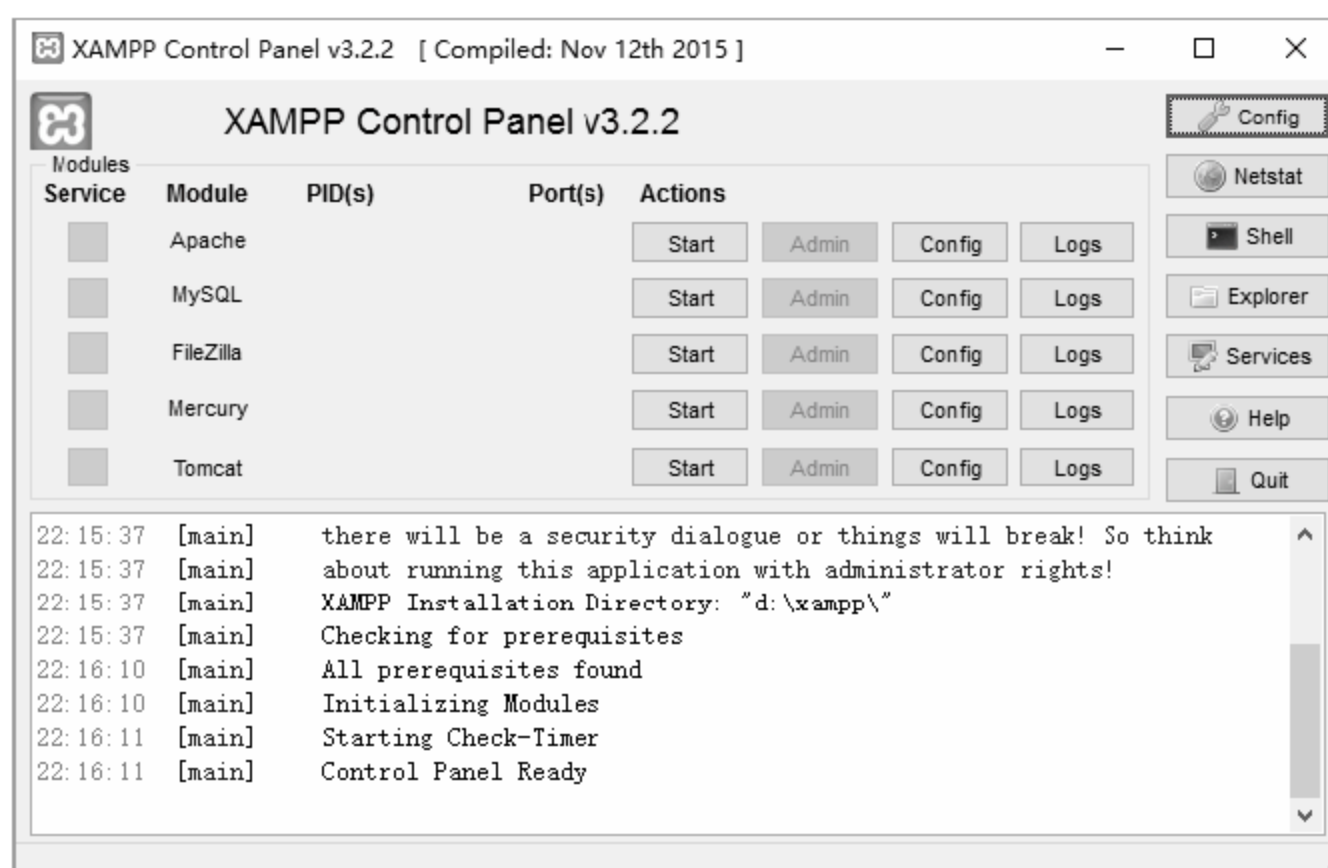 XAMPP Control Panel v3.2.2 [ Compiled: Nov 12th 2015 ]
XAMPP Control Panel v3.2.2
Config
Netstat
Shell
Explorer
Services
Help
Quit
Modules
Service Module PID(s) Port(s) Actions
Apache Start Admin Config Logs
MySQL Start Admin Config Logs
FileZilla Start Admin Config Logs
Mercury Start Admin Config Logs
Tomcat Start Admin Config Logs
22:15:37 [main] there will be a security dialogue or things will break! So think
22:15:37 [main] about running this application with administrator rights!
22:15:37 [main] XAMPP Installation Directory: "d:\xampp\"
22:15:37 [main] Checking for prerequisites
22:16:10 [main] All prerequisites found
22:16:10 [main] Initializing Modules
22:16:11 [main] Starting Check-Timer
22:16:11 [main] Control Panel Ready